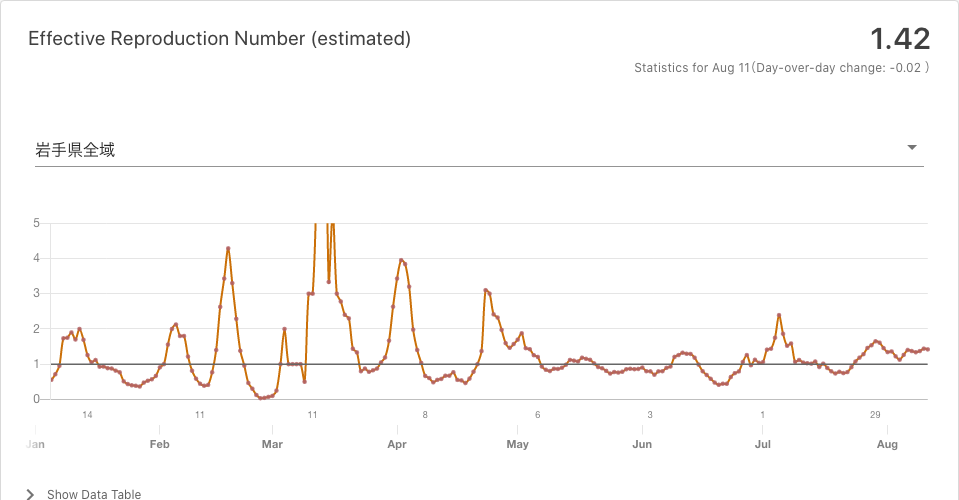 Effective Reproduction Number (estimated)
1.42
Statistics for Aug 11(Day-over-day change: -0.02 )
岩手県全域
5
4
3
2
1
0
14 11 11 8 6 3 1 29
Jan Feb Mar Apr May Jun Jul Aug
Show Data Table